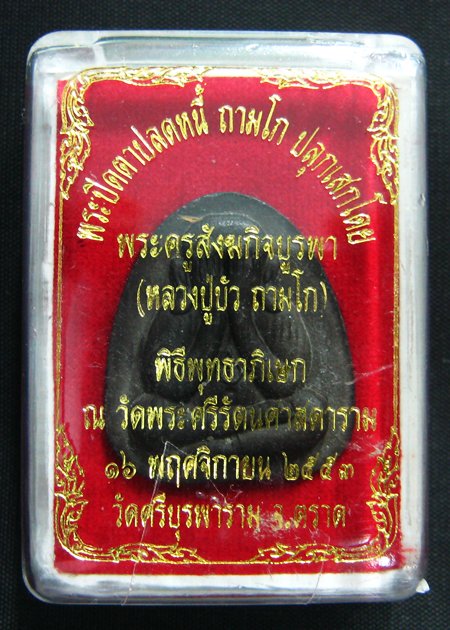 พระปิดตาปลดหนี้ ถามโก ปลุกเสกโดย
พระครูสังฆกิจบูรพา
(หลวงปู่บัว ถามโก)
พิธีพุทธาภิเษก
ณ วัดพระศรีรัตนศาสดาราม
๑๖ พฤศจิกายน ๒๕๕๓
วัดศรีบุรพาราม จ.ตราด